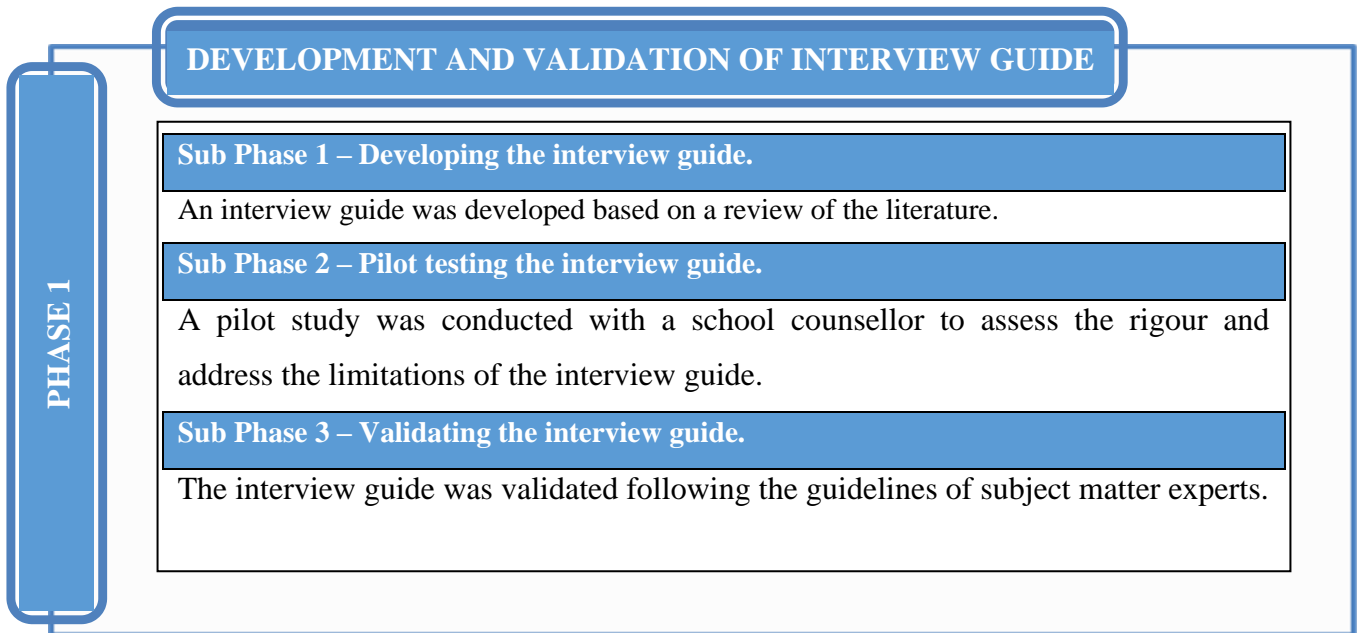 DEVELOPMENT AND VALIDATION OF INTERVIEW GUIDE
PHASE 1
Sub Phase 1 – Developing the interview guide.
An interview guide was developed based on a review of the literature.
Sub Phase 2 – Pilot testing the interview guide.
A pilot study was conducted with a school counsellor to assess the rigour and
address the limitations of the interview guide.
Sub Phase 3 – Validating the interview guide.
The interview guide was validated following the guidelines of subject matter experts.